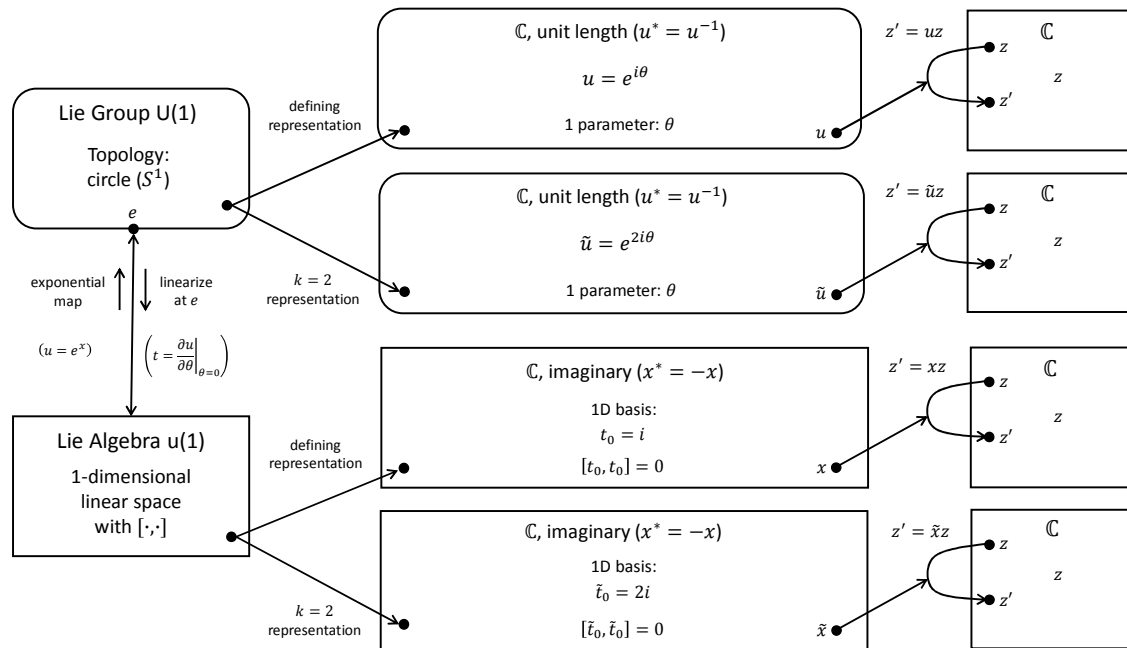 Lie Group U(1)
Topology:
circle (𝑆¹)
𝑒
exponential
map
linearize
at 𝑒
(𝑢 = 𝑒ˣ)
(𝑡 = ∂𝑢/∂𝜃|𝜃=0)
Lie Algebra u(1)
1-dimensional
linear space
with [·,·]
defining
representation
𝑘 = 2
representation
defining
representation
𝑘 = 2
representation
ℂ, unit length (𝑢* = 𝑢⁻¹)
𝑢 = 𝑒^{𝑖𝜃}
1 parameter: 𝜃
𝑢
𝑧′ = 𝑢𝑧
ℂ
𝑧
𝑧
𝑧′
ℂ, unit length (𝑢* = 𝑢⁻¹)
𝑢̃ = 𝑒^{2𝑖𝜃}
1 parameter: 𝜃
𝑢̃
𝑧′ = 𝑢̃𝑧
ℂ
𝑧
𝑧
𝑧′
ℂ, imaginary (𝑥* = −𝑥)
1D basis:
𝑡₀ = 𝑖
[𝑡₀, 𝑡₀] = 0
𝑥
𝑧′ = 𝑥𝑧
ℂ
𝑧
𝑧
𝑧′
ℂ, imaginary (𝑥* = −𝑥)
1D basis:
𝑡̃₀ = 2𝑖
[𝑡̃₀, 𝑡̃₀] = 0
𝑥̃
𝑧′ = 𝑥̃𝑧
ℂ
𝑧
𝑧
𝑧′